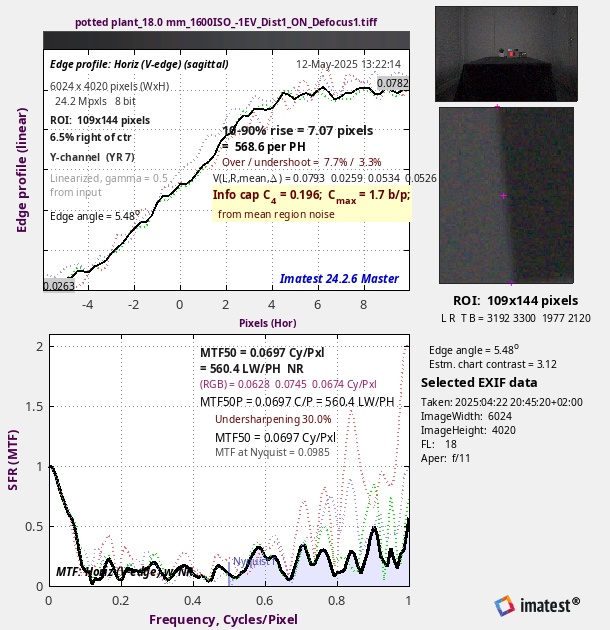 potted plant_18.0 mm_1600ISO_-1EV_Dist1_ON_Defocus1.tiff
Edge profile: Horiz (V-edge) (sagittal)
12-May-2025 13:22:14
6024 x 4020 pixels (WxH)
24.2 Mpxls 8 bit
ROI: 109x144 pixels
6.5% right of ctr
Y-channel (YR 7)
Linearized, gamma = 0.5
from input
Edge angle = 5.48º
0.0782
10-90% rise = 7.07 pixels
= 568.6 per PH
Over / undershoot = 7.7% / 3.3%
V(L,R,mean,Δ) = 0.0793 0.0259 0.0534 0.0526
Info cap C4 = 0.196; Cmax = 1.7 b/p;
from mean region noise
0.0263
Imatest 24.2.6 Master
Edge profile (linear)
-4 -2 0 2 4 6 8
Pixels (Hor)
ROI: 109x144 pixels
L R T B = 3192 3300 1977 2120
Edge angle = 5.48º
Estm. chart contrast = 3.12
Selected EXIF data
Taken: 2025:04:22 20:45:20+02:00
ImageWidth: 6024
ImageHeight: 4020
FL: 18
Aper: f/11
MTF50 = 0.0697 Cy/Pxl
= 560.4 LW/PH NR
(RGB) = 0.0628 0.0745 0.0674 Cy/Pxl
MTF50P = 0.0697 C/P = 560.4 LW/PH
Undersharpening 30.0%
MTF50 = 0.0697 Cy/Pxl
MTF at Nyquist = 0.0985
SFR (MTF)
2
1.5
1
0.5
0
Nyquist f
MTF: Horiz (V-edge) w/NR
0 0.2 0.4 0.6 0.8 1
Frequency, Cycles/Pixel
imatest®